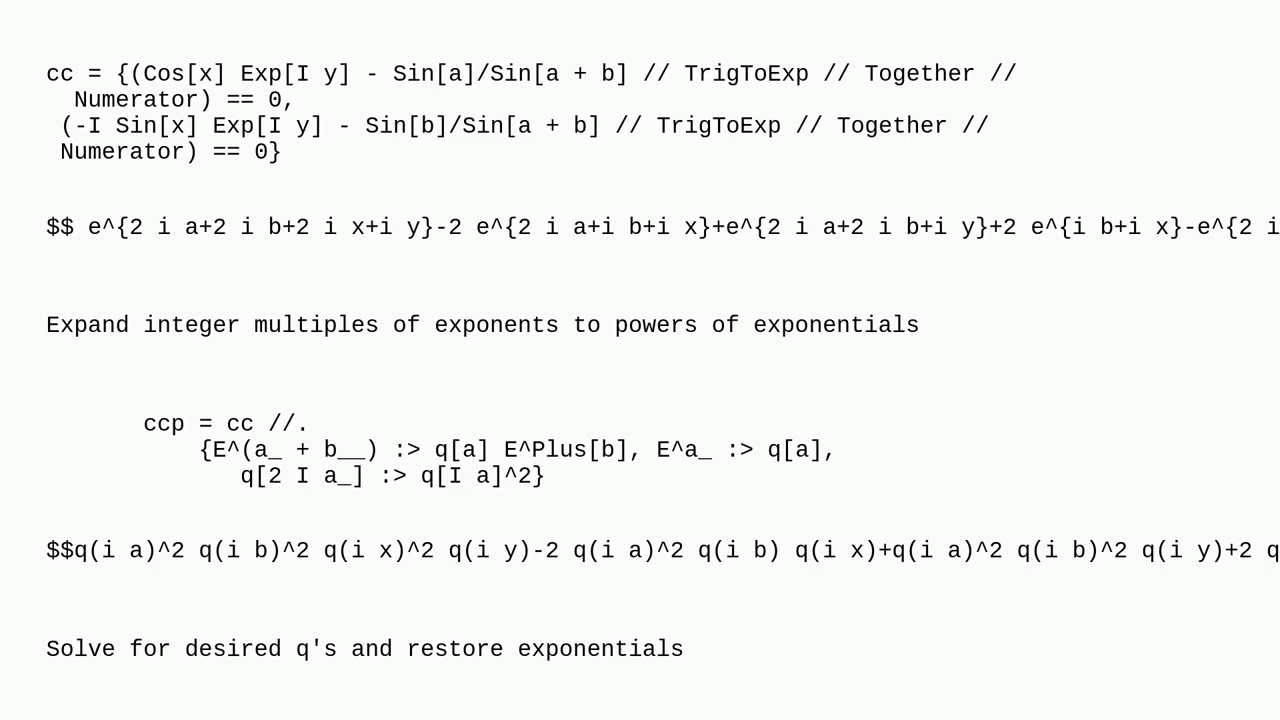 cc = {(Cos[x] Exp[I y] - Sin[a]/Sin[a + b] // TrigToExp // Together //
Numerator) == 0,
(-I Sin[x] Exp[I y] - Sin[b]/Sin[a + b] // TrigToExp // Together //
Numerator) == 0}
$$ e^{2 i a+2 i b+2 i x+i y}-2 e^{2 i a+i b+i x}+e^{2 i a+2 i b+i y}+2 e^{i b+i x}-e^{2 i
Expand integer multiples of exponents to powers of exponentials
ccp = cc //.
{E^(a_ + b__) :> q[a] E^Plus[b], E^a_ :> q[a],
q[2 I a_] :> q[I a]^2}
$$q(i a)^2 q(i b)^2 q(i x)^2 q(i y)-2 q(i a)^2 q(i b) q(i x)+q(i a)^2 q(i b)^2 q(i y)+2 q
Solve for desired q's and restore exponentials